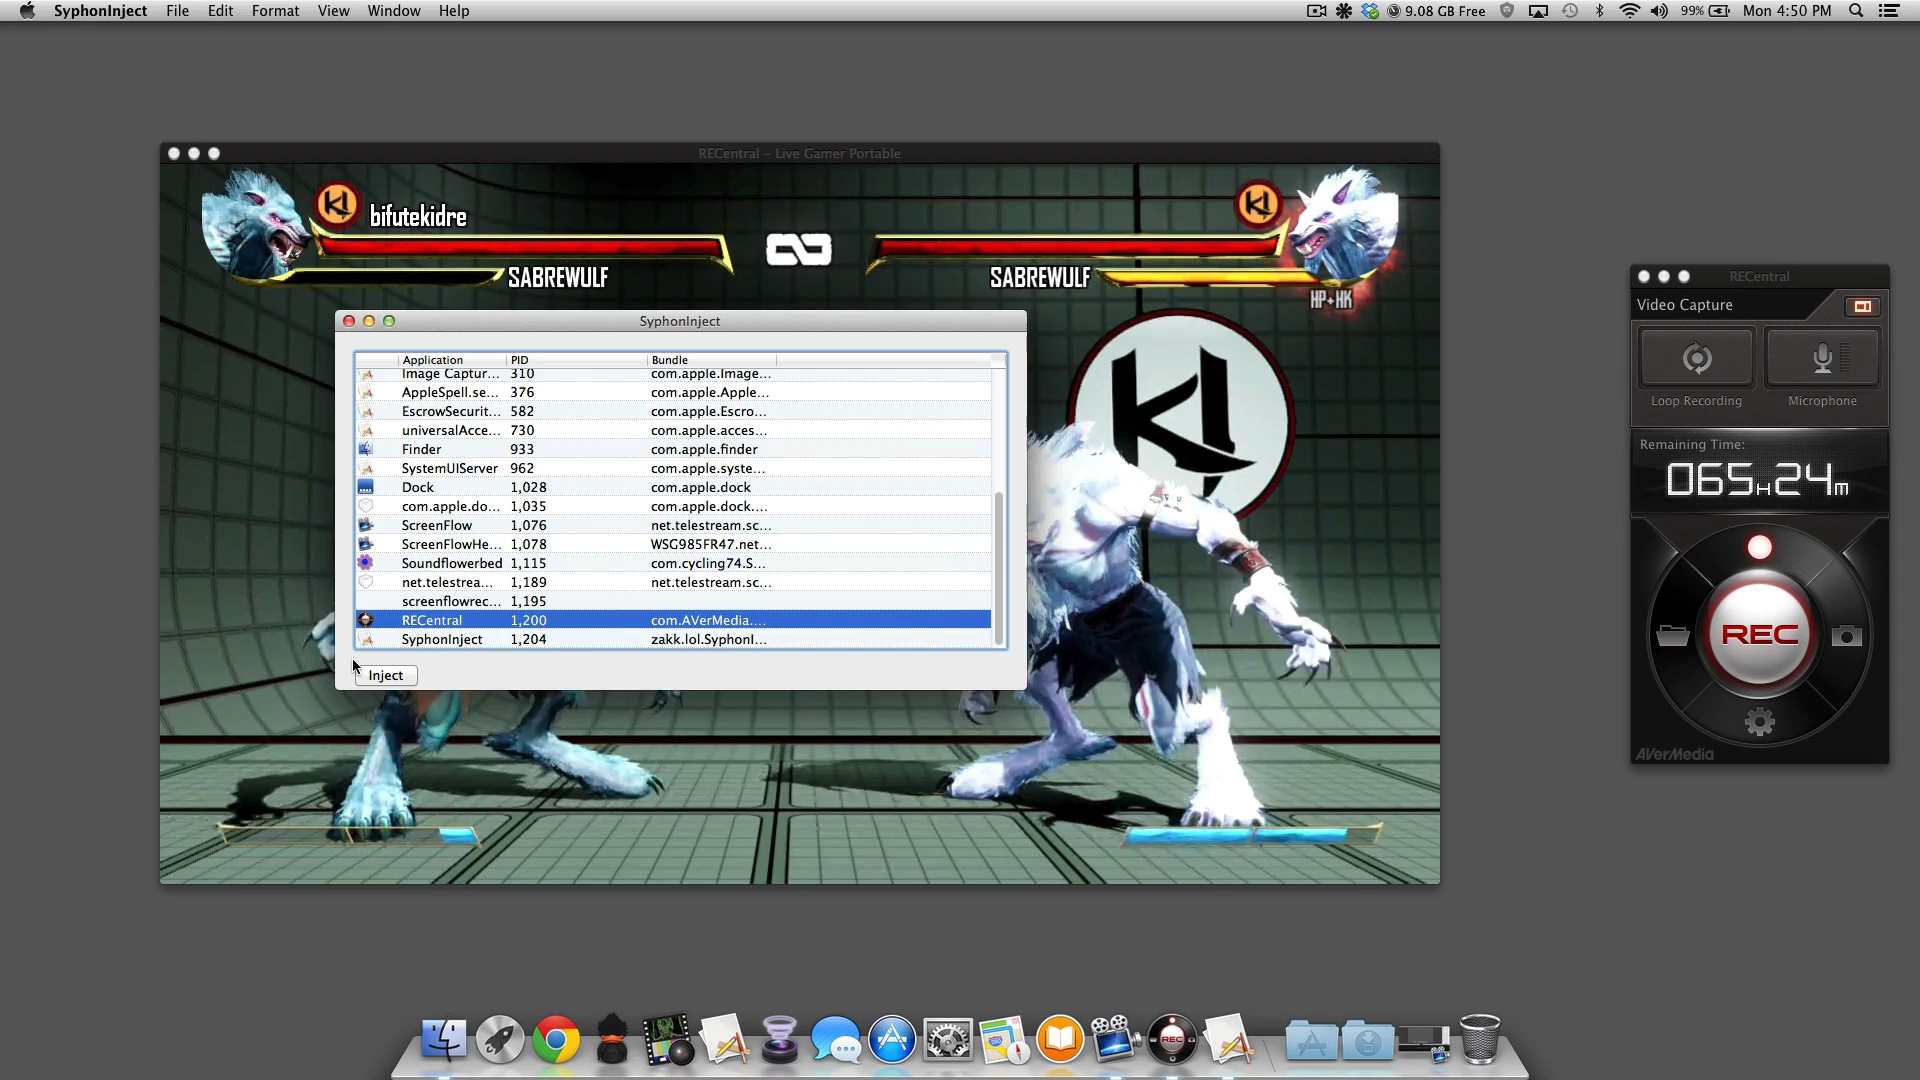 SyphonInject File Edit Format View Window Help 9.08 GB Free 99% Mon 4:50 PM
RECentral – Live Gamer Portable
bifutekidre
SABREWULF SABREWULF
HP+HK
SyphonInject
Application PID Bundle
Image Captur... 310 com.apple.Image...
AppleSpell.se... 376 com.apple.Apple...
EscrowSecurit... 582 com.apple.Escro...
universalAcce... 730 com.apple.acces...
Finder 933 com.apple.finder
SystemUIServer 962 com.apple.syste...
Dock 1,028 com.apple.dock
com.apple.do... 1,035 com.apple.dock....
ScreenFlow 1,076 net.telestream.sc...
ScreenFlowHe... 1,078 WSG985FR47.net...
Soundflowerbed 1,115 com.cycling74.S...
net.telestrea... 1,189 net.telestream.sc...
screenflowrec... 1,195
RECentral 1,200 com.AVerMedia....
SyphonInject 1,204 zakk.lol.SyphonI...
Inject
KI
KI
KI
RECentral
Video Capture
Loop Recording Microphone
Remaining Time:
065H24m
REC
AVerMedia
REC